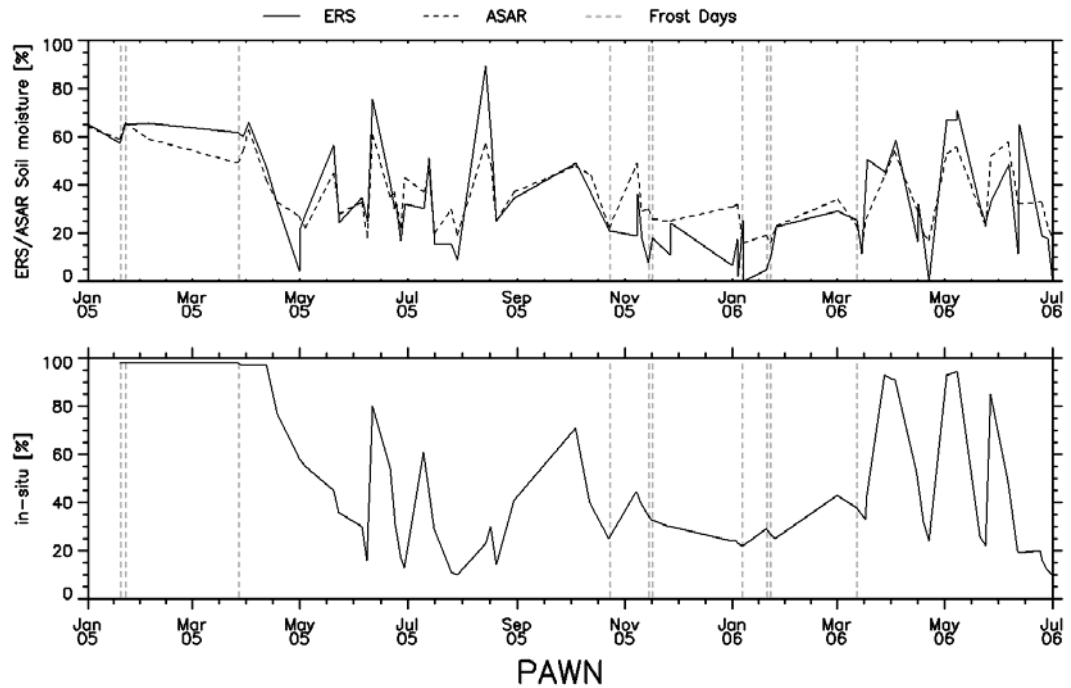 ERS ASAR Frost Days
ERS/ASAR Soil moisture [%]
100
80
60
40
20
0
Jan Mar May Jul Sep Nov Jan Mar May Jul
05 05 05 05 05 05 06 06 06 06
in-situ [%]
100
80
60
40
20
0
Jan Mar May Jul Sep Nov Jan Mar May Jul
05 05 05 05 05 05 06 06 06 06
PAWN